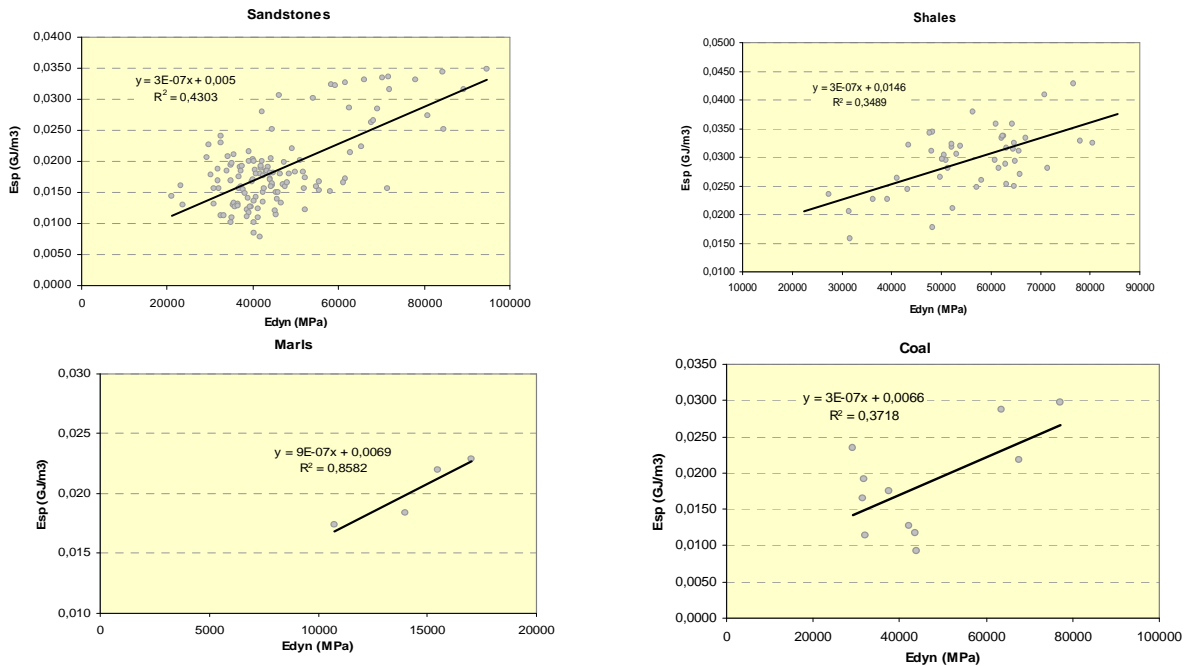 Sandstones
0,0400
0,0350
0,0300
0,0250
0,0200
0,0150
0,0100
0,0050
0,0000
Esp (GJ/m3)
y = 3E-07x + 0,005
R² = 0,4303
0 20000 40000 60000 80000 100000
Edyn (MPa)
Shales
0,0500
0,0450
0,0400
0,0350
0,0300
0,0250
0,0200
0,0150
0,0100
Esp (GJ/m3)
y = 3E-07x + 0,0146
R² = 0,3489
10000 20000 30000 40000 50000 60000 70000 80000 90000
Edyn (MPa)
Marls
0,030
0,025
0,020
0,015
0,010
Esp (GJ/m3)
y = 9E-07x + 0,0069
R² = 0,8582
0 5000 10000 15000 20000
Edyn (MPa)
Coal
0,0350
0,0300
0,0250
0,0200
0,0150
0,0100
0,0050
0,0000
Esp (GJ/m3)
y = 3E-07x + 0,0066
R² = 0,3718
0 20000 40000 60000 80000 100000
Edyn (MPa)